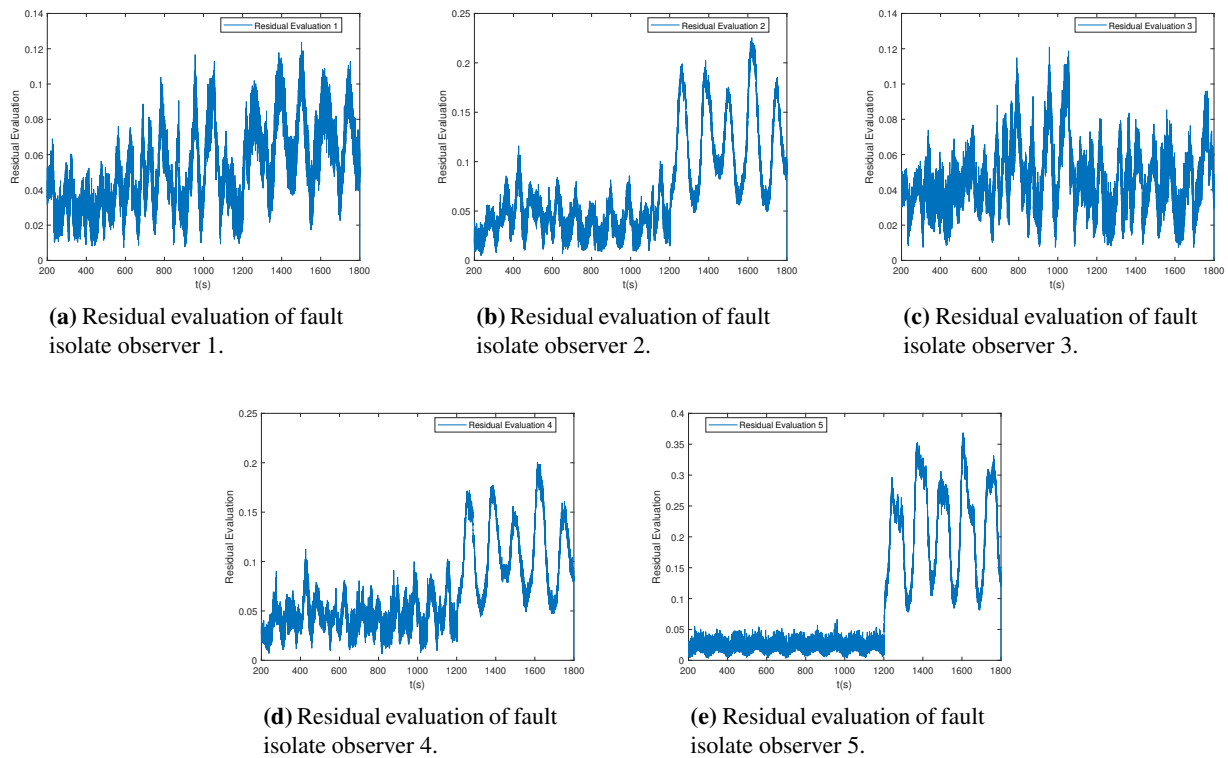 0.14
0.12
0.1
0.08
0.06
0.04
0.02
0
Residual Evaluation
Residual Evaluation 1
200 400 600 800 1000 1200 1400 1600 1800
t(s)
(a) Residual evaluation of fault
isolate observer 1.
0.25
0.2
0.15
0.1
0.05
0
Residual Evaluation
Residual Evaluation 2
200 400 600 800 1000 1200 1400 1600 1800
t(s)
(b) Residual evaluation of fault
isolate observer 2.
0.14
0.12
0.1
0.08
0.06
0.04
0.02
0
Residual Evaluation
Residual Evaluation 3
200 400 600 800 1000 1200 1400 1600 1800
t(s)
(c) Residual evaluation of fault
isolate observer 3.
0.25
0.2
0.15
0.1
0.05
0
Residual Evaluation
Residual Evaluation 4
200 400 600 800 1000 1200 1400 1600 1800
t(s)
(d) Residual evaluation of fault
isolate observer 4.
0.4
0.35
0.3
0.25
0.2
0.15
0.1
0.05
0
Residual Evaluation
Residual Evaluation 5
200 400 600 800 1000 1200 1400 1600 1800
t(s)
(e) Residual evaluation of fault
isolate observer 5.